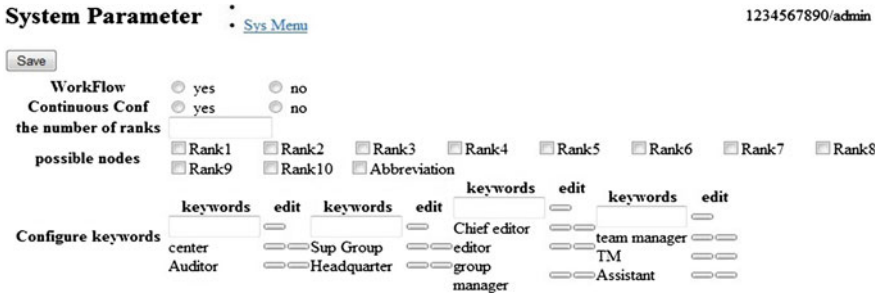 System Parameter • Sys Menu 1234567890/admin
Save
WorkFlow yes no
Continuous Conf yes no
the number of ranks
possible nodes Rank1 Rank2 Rank3 Rank4 Rank5 Rank6 Rank7 Rank8
Rank9 Rank10 Abbreviation
Configure keywords
keywords edit
center
Auditor
keywords edit
Sup Group
Headquarter
keywords edit
Chief editor
editor
group
manager
keywords edit
team manager
TM
Assistant